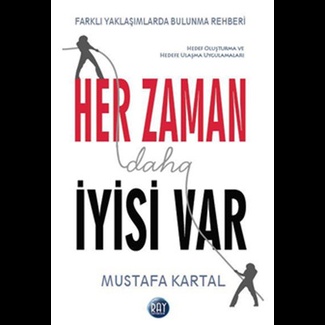 FARKLI YAKLAŞIMLARDA BULUNMA REHBERİ
HEDEF OLUŞTURMA VE
HEDEFE ULAŞMA UYGULAMALARI
HER ZAMAN
daha
İYİSİ VAR
MUSTAFA KARTAL
RAY